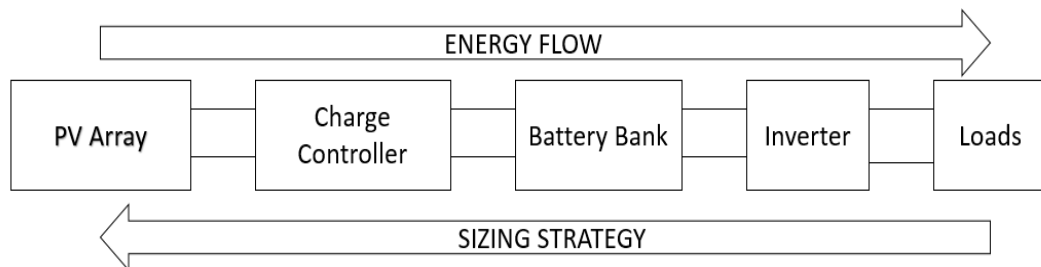 ENERGY FLOW
PV Array
Charge
Controller
Battery Bank
Inverter
Loads
SIZING STRATEGY